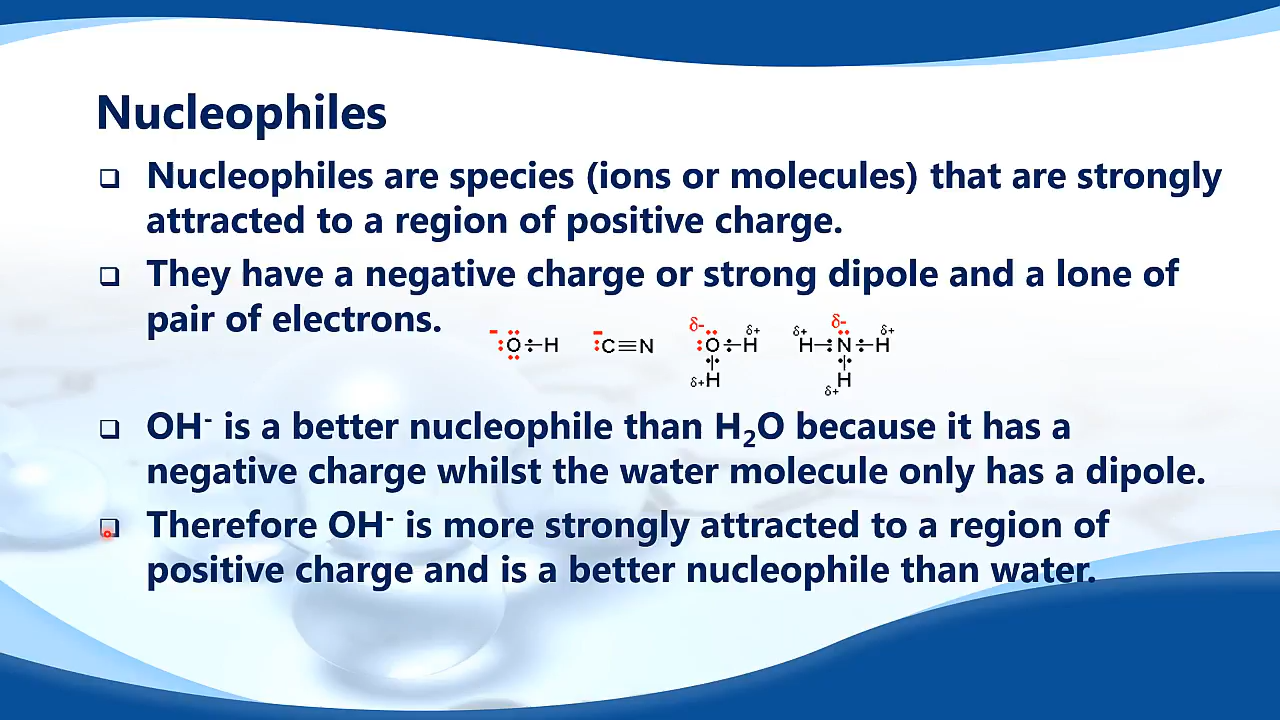 Nucleophiles
Nucleophiles are species (ions or molecules) that are strongly
attracted to a region of positive charge.
They have a negative charge or strong dipole and a lone of
pair of electrons.
- :O÷H -:C≡N δ- :O÷H δ+ δ+ H—:N÷H δ- δ+
δ+H H δ+
OH⁻ is a better nucleophile than H₂O because it has a
negative charge whilst the water molecule only has a dipole.
Therefore OH⁻ is more strongly attracted to a region of
positive charge and is a better nucleophile than water.